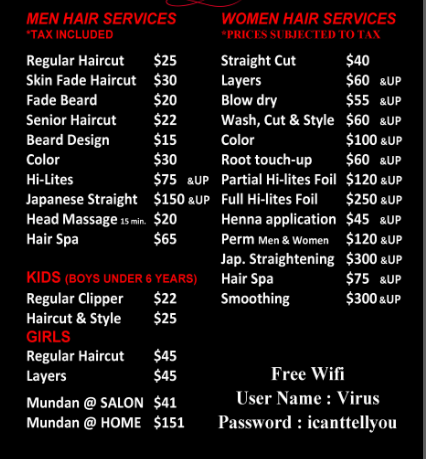 MEN HAIR SERVICES
*TAX INCLUDED
Regular Haircut $25
Skin Fade Haircut $30
Fade Beard $20
Senior Haircut $22
Beard Design $15
Color $30
Hi-Lites $75 &UP
Japanese Straight $150 &UP
Head Massage 15 min. $20
Hair Spa $65
KIDS (BOYS UNDER 6 YEARS)
Regular Clipper $22
Haircut & Style $25
GIRLS
Regular Haircut $45
Layers $45
Mundan @ SALON $41
Mundan @ HOME $151
WOMEN HAIR SERVICES
*PRICES SUBJECTED TO TAX
Straight Cut $40
Layers $60 &UP
Blow dry $55 &UP
Wash, Cut & Style $60 &UP
Color $100 &UP
Root touch-up $60 &UP
Partial Hi-lites Foil $120 &UP
Full Hi-lites Foil $250 &UP
Henna application $45 &UP
Perm Men & Women $120 &UP
Jap. Straightening $300 &UP
Hair Spa $75 &UP
Smoothing $300 &UP
Free Wifi
User Name : Virus
Password : icanttellyou